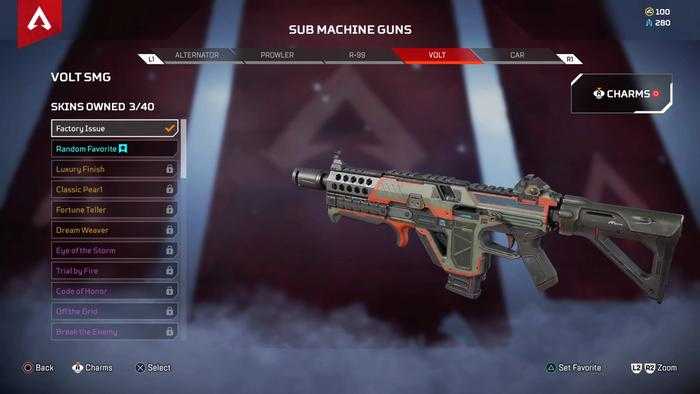 100
280
SUB MACHINE GUNS
L1 ALTERNATOR PROWLER R-99 VOLT CAR R1
VOLT SMG
CHARMS
SKINS OWNED 3/40
Factory Issue
Random Favorite
Luxury Finish
Classic Pearl
Fortune Teller
Dream Weaver
Eye of the Storm
Trial by Fire
Code of Honor
Off the Grid
Break the Enemy
Back R Charms Select Set Favorite L2 R2 Zoom